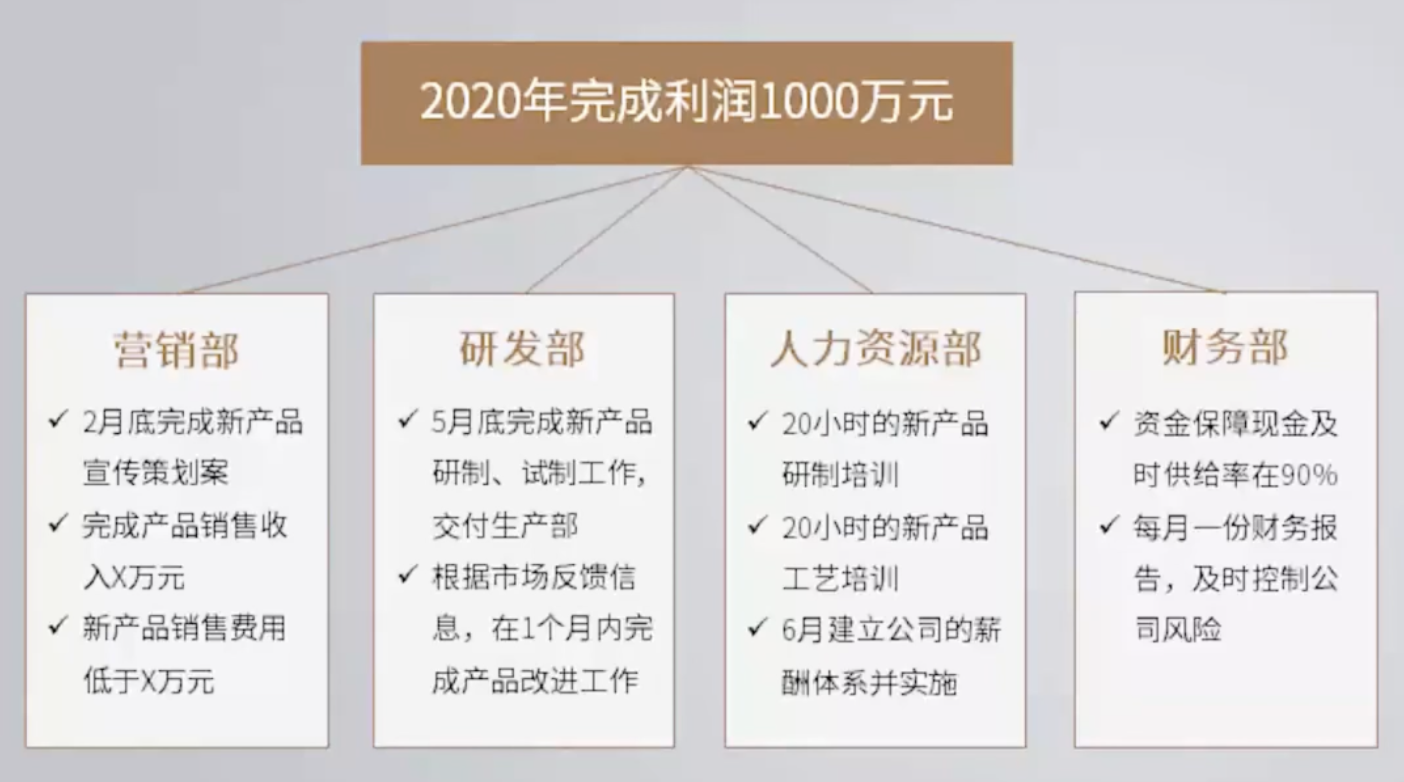 2020年完成利润1000万元
营销部
✓ 2月底完成新产品
宣传策划案
✓ 完成产品销售收
入X万元
✓ 新产品销售费用
低于X万元
研发部
✓ 5月底完成新产品
研制、试制工作,
交付生产部
✓ 根据市场反馈信
息，在1个月内完
成产品改进工作
人力资源部
✓ 20小时的新产品
研制培训
✓ 20小时的新产品
工艺培训
✓ 6月建立公司的薪
酬体系并实施
财务部
✓ 资金保障现金及
时供给率在90%
✓ 每月一份财务报
告，及时控制公
司风险